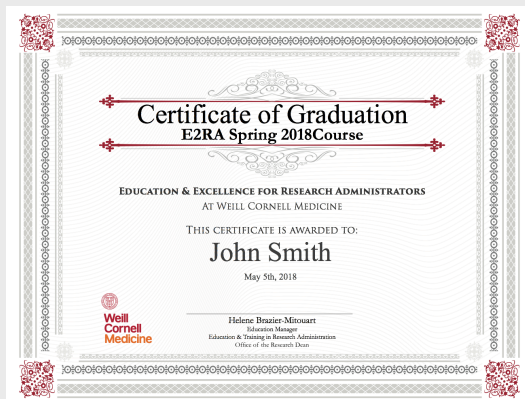 Certificate of Graduation
E2RA Spring 2018Course
EDUCATION & EXCELLENCE FOR RESEARCH ADMINISTRATORS
AT WEILL CORNELL MEDICINE
THIS CERTIFICATE IS AWARDED TO:
John Smith
May 5th, 2018
Weill
Cornell
Medicine
Helene Brazier-Mitouart
Education Manager
Education & Training in Research Administration
Office of the Research Dean